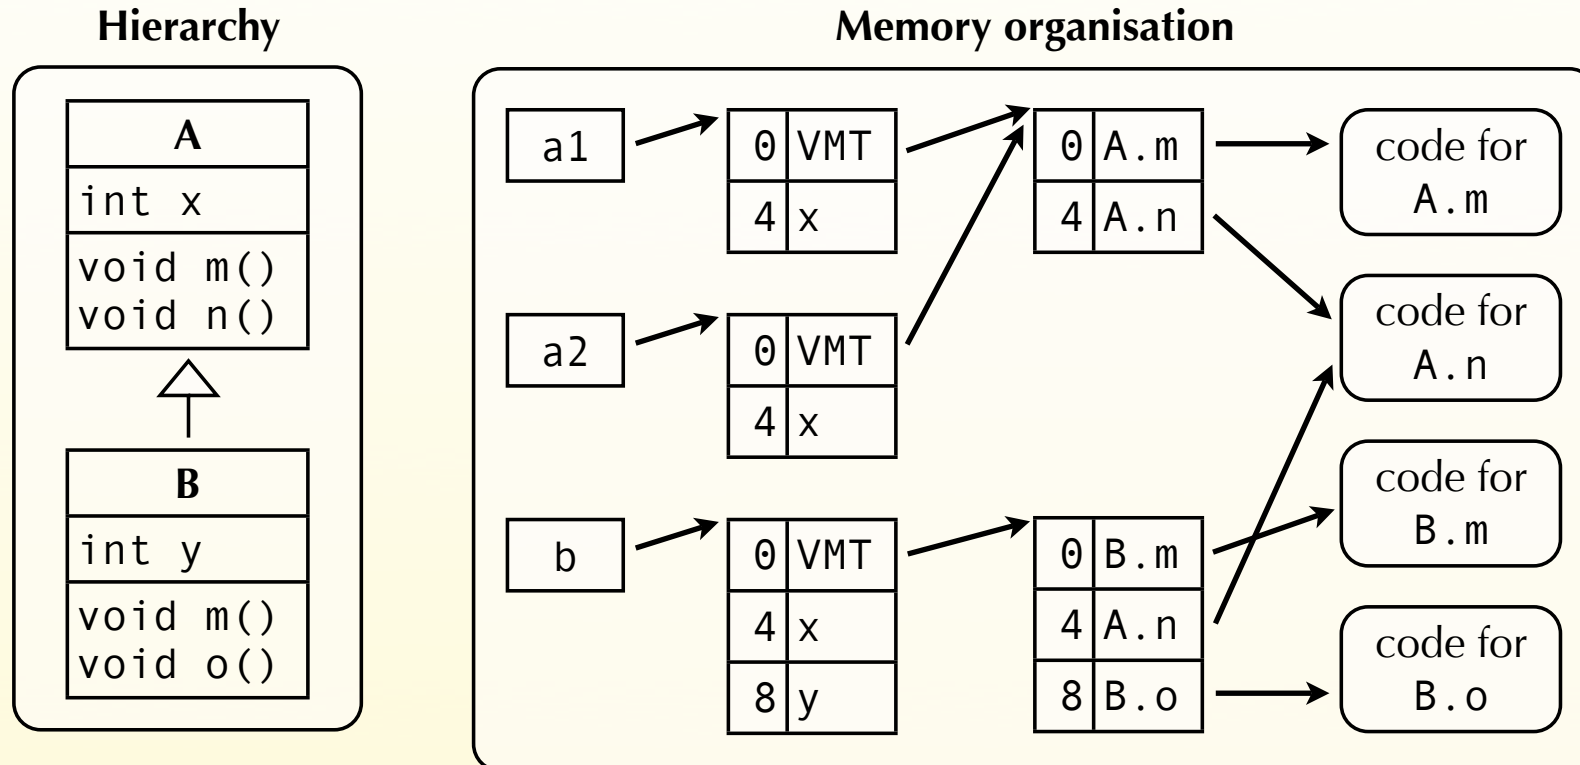 Hierarchy
A
int x
void m()
void n()
B
int y
void m()
void o()
Memory organisation
a1
0 VMT
4 x
0 A.m
4 A.n
code for
A.m
a2
0 VMT
4 x
code for
A.n
b
0 VMT
4 x
8 y
0 B.m
4 A.n
8 B.o
code for
B.m
code for
B.o